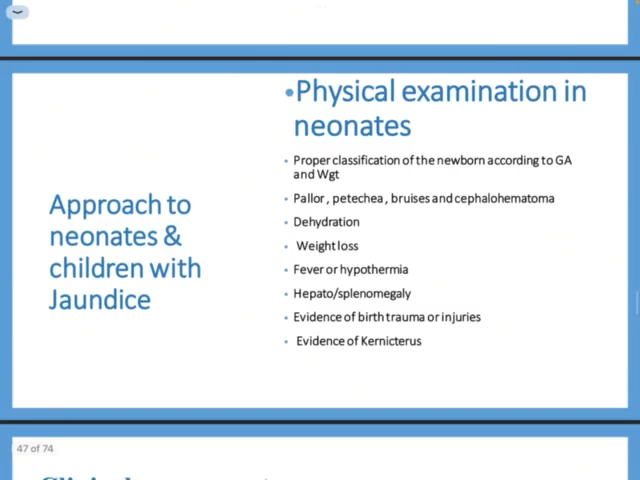 •Physical examination in
neonates
• Proper classification of the newborn according to GA
and Wgt
• Pallor , petechea , bruises and cephalohematoma
• Dehydration
• Weight loss
• Fever or hypothermia
• Hepato/splenomegaly
• Evidence of birth trauma or injuries
• Evidence of Kernicterus
Approach to
neonates &
children with
Jaundice
47 of 74